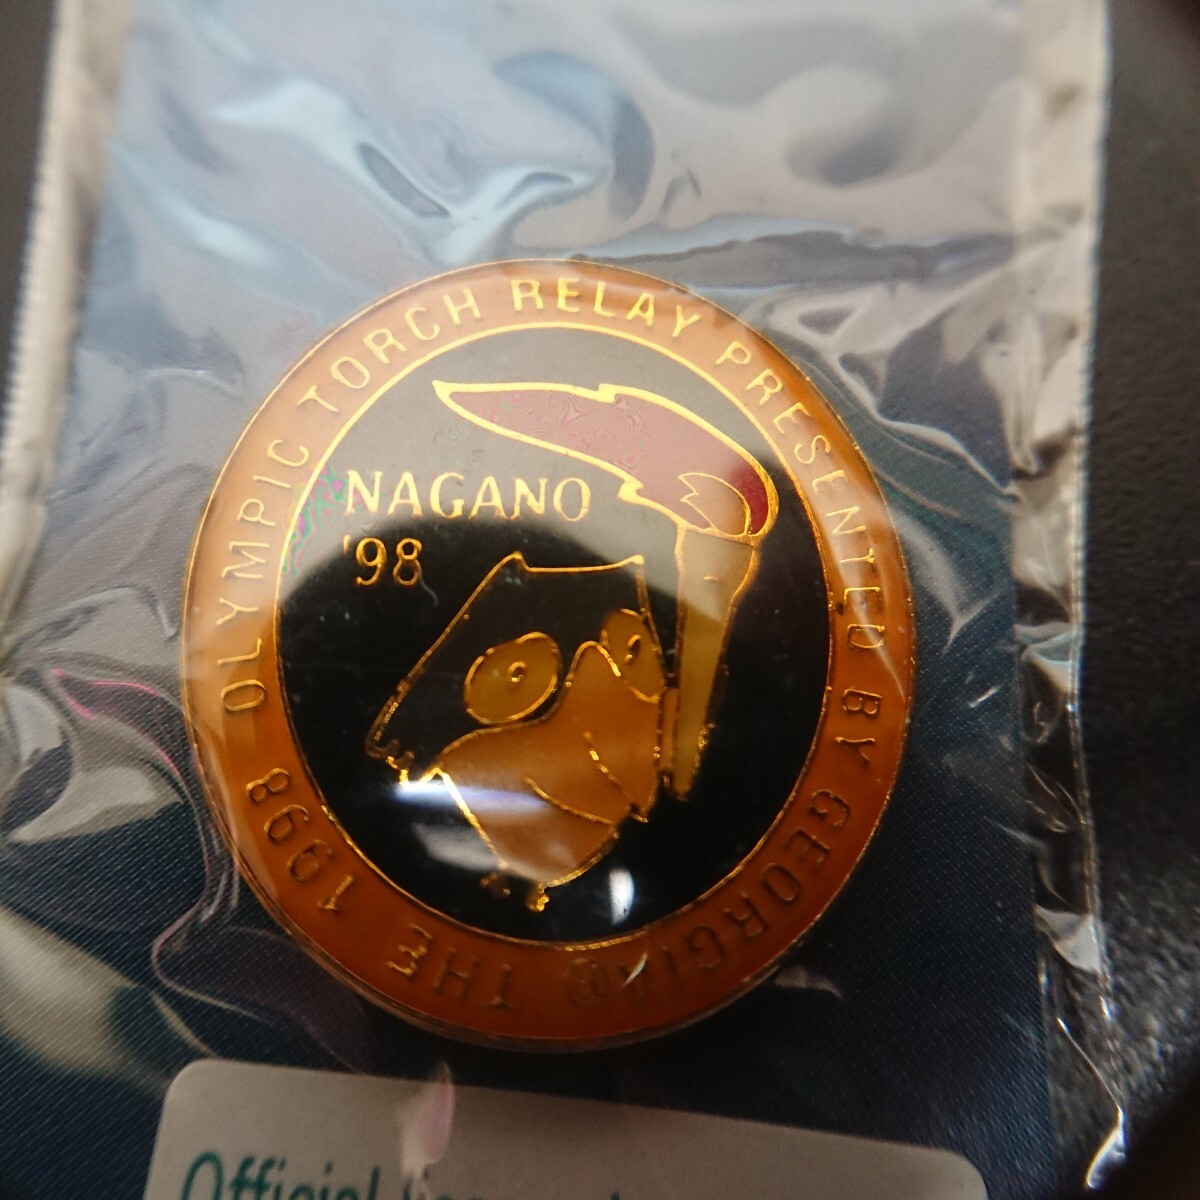 THE 1998 OLYMPIC TORCH RELAY PRESENTED BY GEORGIA®
NAGANO
'98
Official